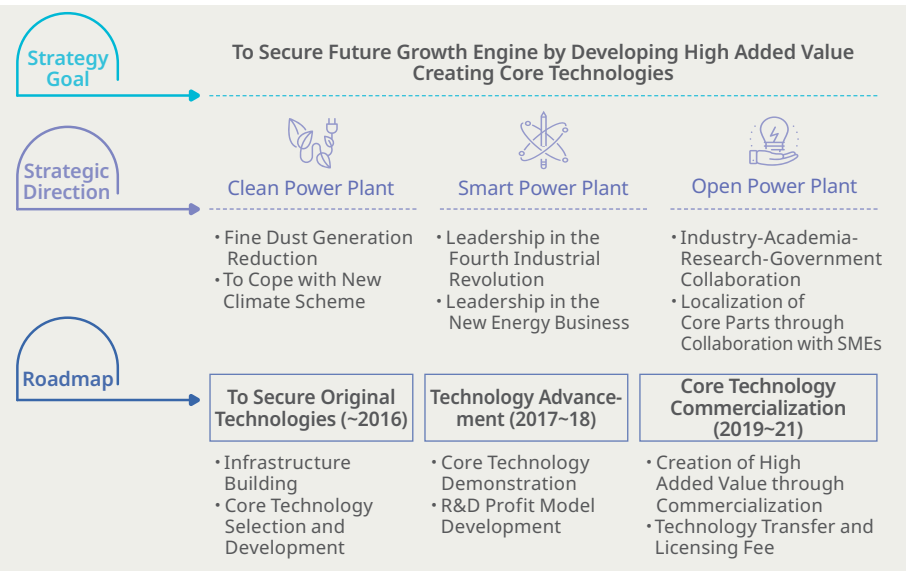 Strategy
Goal
To Secure Future Growth Engine by Developing High Added Value
Creating Core Technologies
Strategic
Direction
Clean Power Plant
• Fine Dust Generation
Reduction
• To Cope with New
Climate Scheme
Smart Power Plant
• Leadership in the
Fourth Industrial
Revolution
• Leadership in the
New Energy Business
Open Power Plant
• Industry-Academia-
Research-Government
Collaboration
• Localization of
Core Parts through
Collaboration with SMEs
Roadmap
To Secure Original
Technologies (~2016)
• Infrastructure
Building
• Core Technology
Selection and
Development
Technology Advance-
ment (2017~18)
• Core Technology
Demonstration
• R&D Profit Model
Development
Core Technology
Commercialization
(2019~21)
• Creation of High
Added Value through
Commercialization
• Technology Transfer and
Licensing Fee